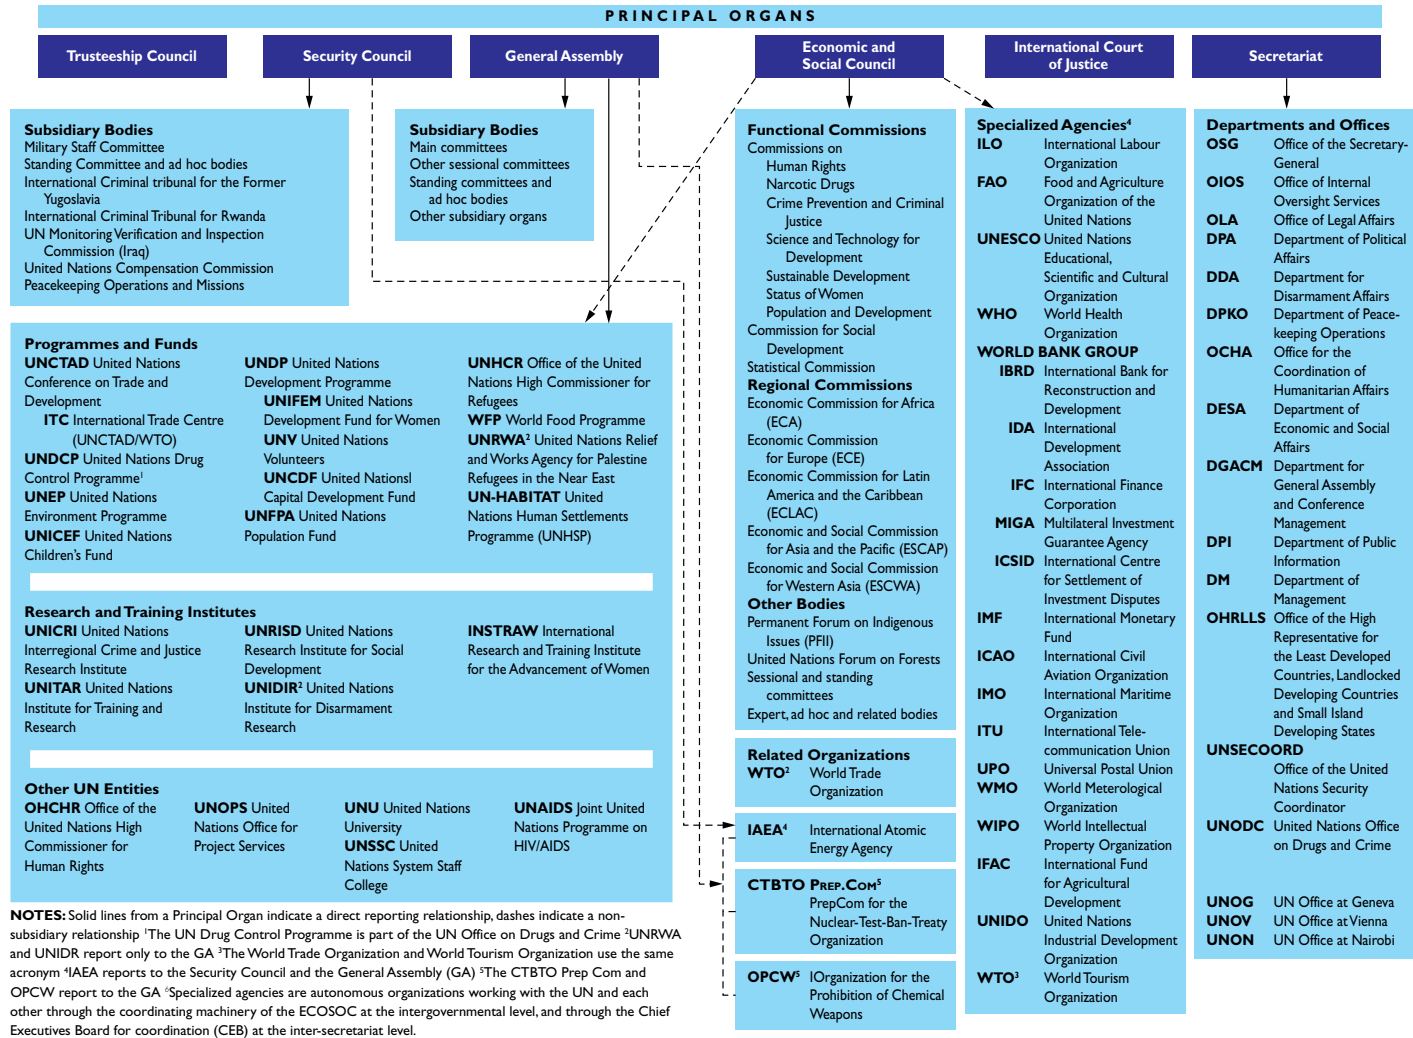 PRINCIPAL ORGANS
Trusteeship Council
Security Council
General Assembly
Economic and
Social Council
International Court
of Justice
Secretariat
Subsidiary Bodies
Military Staff Committee
Standing Committee and ad hoc bodies
International Criminal tribunal for the Former
Yugoslavia
International Criminal Tribunal for Rwanda
UN Monitoring Verification and Inspection
Commission (Iraq)
United Nations Compensation Commission
Peacekeeping Operations and Missions
Subsidiary Bodies
Main committees
Other sessional committees
Standing committees and
ad hoc bodies
Other subsidiary organs
Programmes and Funds
UNCTAD United Nations
Conference on Trade and
Development
ITC International Trade Centre
(UNCTAD/WTO)
UNDCP United Nations Drug
Control Programme¹
UNEP United Nations
Environment Programme
UNICEF United Nations
Children's Fund
UNDP United Nations
Development Programme
UNIFEM United Nations
Development Fund for Women
UNV United Nations
Volunteers
UNCDF United Nationsl
Capital Development Fund
UNFPA United Nations
Population Fund
UNHCR Office of the United
Nations High Commissioner for
Refugees
WFP World Food Programme
UNRWA² United Nations Relief
and Works Agency for Palestine
Refugees in the Near East
UN-HABITAT United
Nations Human Settlements
Programme (UNHSP)
Research and Training Institutes
UNICRI United Nations
Interregional Crime and Justice
Research Institute
UNITAR United Nations
Institute for Training and
Research
UNRISD United Nations
Research Institute for Social
Development
UNIDIR² United Nations
Institute for Disarmament
Research
INSTRAW International
Research and Training Institute
for the Advancement of Women
Other UN Entities
OHCHR Office of the
United Nations High
Commissioner for
Human Rights
UNOPS United
Nations Office for
Project Services
UNU United Nations
University
UNSSC United
Nations System Staff
College
UNAIDS Joint United
Nations Programme on
HIV/AIDS
Functional Commissions
Commissions on
Human Rights
Narcotic Drugs
Crime Prevention and Criminal
Justice
Science and Technology for
Development
Sustainable Development
Status of Women
Population and Development
Commission for Social
Development
Statistical Commission
Regional Commissions
Economic Commission for Africa
(ECA)
Economic Commission
for Europe (ECE)
Economic Commission for Latin
America and the Caribbean
(ECLAC)
Economic and Social Commission
for Asia and the Pacific (ESCAP)
Economic and Social Commission
for Western Asia (ESCWA)
Other Bodies
Permanent Forum on Indigenous
Issues (PFII)
United Nations Forum on Forests
Sessional and standing
committees
Expert, ad hoc and related bodies
Related Organizations
WTO² World Trade
Organization
IAEA⁴ International Atomic
Energy Agency
CTBTO PREP.COM⁵
PrepCom for the
Nuclear-Test-Ban-Treaty
Organization
OPCW⁵ IOrganization for the
Prohibition of Chemical
Weapons
Specialized Agencies⁴
ILO International Labour
Organization
FAO Food and Agriculture
Organization of the
United Nations
UNESCO United Nations
Educational,
Scientific and Cultural
Organization
WHO World Health
Organization
WORLD BANK GROUP
IBRD International Bank for
Reconstruction and
Development
IDA International
Development
Association
IFC International Finance
Corporation
MIGA Multilateral Investment
Guarantee Agency
ICSID International Centre
for Settlement of
Investment Disputes
IMF International Monetary
Fund
ICAO International Civil
Aviation Organization
IMO International Maritime
Organization
ITU International Tele-
communication Union
UPO Universal Postal Union
WMO World Meterological
Organization
WIPO World Intellectual
Property Organization
IFAC International Fund
for Agricultural
Development
UNIDO United Nations
Industrial Development
Organization
WTO³ World Tourism
Organization
Departments and Offices
OSG Office of the Secretary-
General
OIOS Office of Internal
Oversight Services
OLA Office of Legal Affairs
DPA Department of Political
Affairs
DDA Department for
Disarmament Affairs
DPKO Department of Peace-
keeping Operations
OCHA Office for the
Coordination of
Humanitarian Affairs
DESA Department of
Economic and Social
Affairs
DGACM Department for
General Assembly
and Conference
Management
DPI Department of Public
Information
DM Department of
Management
OHRLLS Office of the High
Representative for
the Least Developed
Countries, Landlocked
Developing Countries
and Small Island
Developing States
UNSECOORD
Office of the United
Nations Security
Coordinator
UNODC United Nations Office
on Drugs and Crime
UNOG UN Office at Geneva
UNOV UN Office at Vienna
UNON UN Office at Nairobi
NOTES: Solid lines from a Principal Organ indicate a direct reporting relationship, dashes indicate a non-
subsidiary relationship ¹The UN Drug Control Programme is part of the UN Office on Drugs and Crime ²UNRWA
and UNIDR report only to the GA ³The World Trade Organization and World Tourism Organization use the same
acronym ⁴IAEA reports to the Security Council and the General Assembly (GA) ⁵The CTBTO Prep Com and
OPCW report to the GA ⁶Specialized agencies are autonomous organizations working with the UN and each
other through the coordinating machinery of the ECOSOC at the intergovernmental level, and through the Chief
Executives Board for coordination (CEB) at the inter-secretariat level.